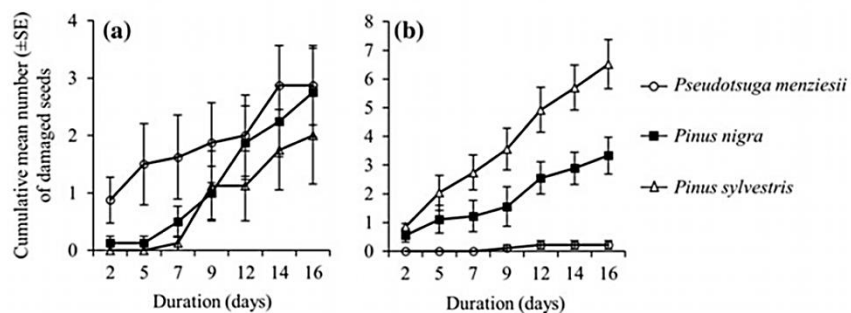 (a)
(b)
Cumulative mean number (±SE)
of damaged seeds
4
3
2
1
0
2 5 7 9 12 14 16
Duration (days)
8
7
6
5
4
3
2
1
0
2 5 7 9 12 14 16
Duration (days)
Pseudotsuga menziesii
Pinus nigra
Pinus sylvestris